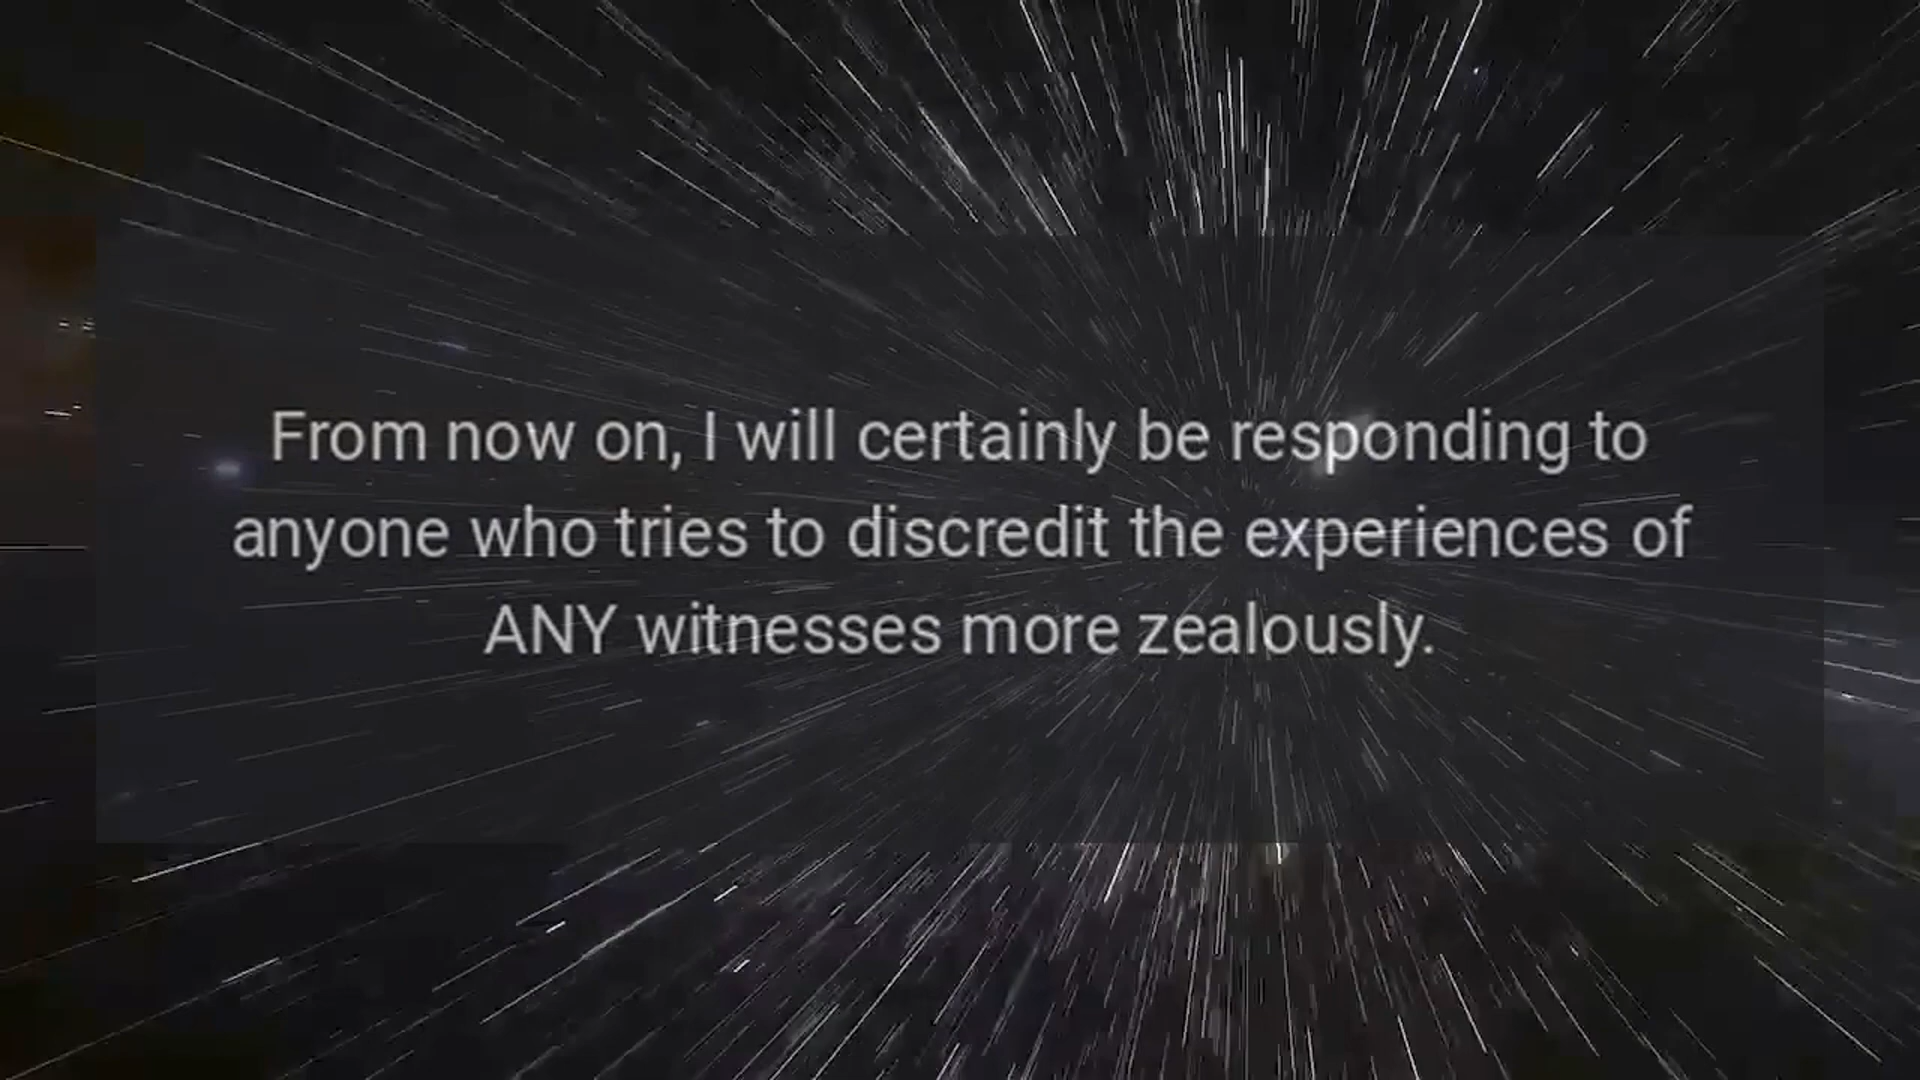 From now on, I will certainly be responding to
anyone who tries to discredit the experiences of
ANY witnesses more zealously.